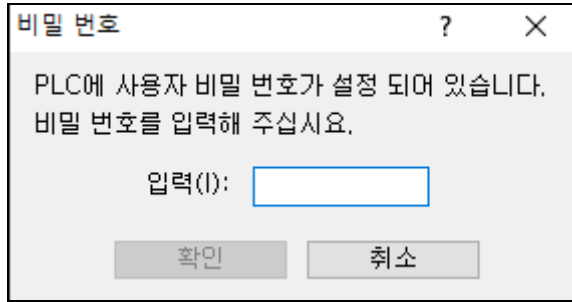 비밀 번호
?
PLC에 사용자 비밀 번호가 설정 되어 있습니다.
비밀 번호를 입력해 주십시요.
입력(I):
확인 취소